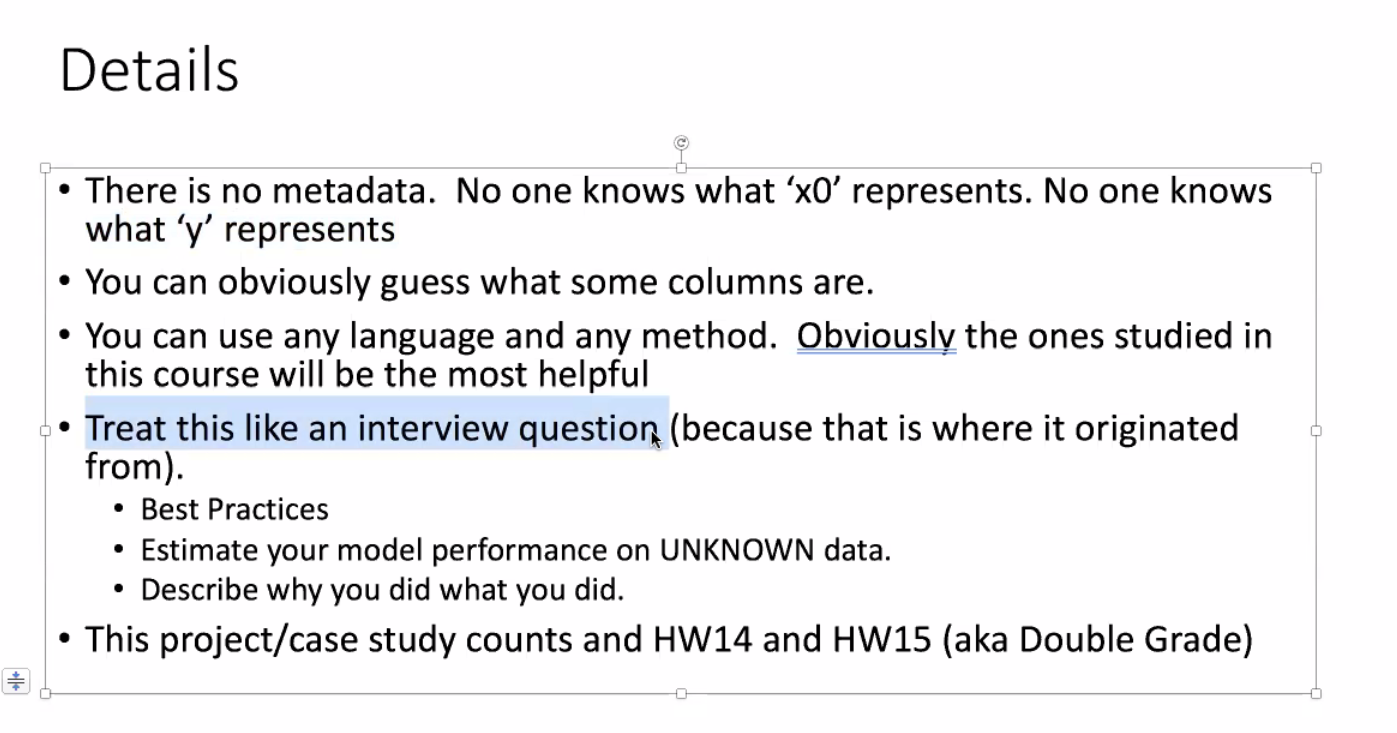 Details
• There is no metadata.  No one knows what ‘x0’ represents. No one knows
what ‘y’ represents
• You can obviously guess what some columns are.
• You can use any language and any method.  Obviously the ones studied in
this course will be the most helpful
• Treat this like an interview question (because that is where it originated
from).
• Best Practices
• Estimate your model performance on UNKNOWN data.
• Describe why you did what you did.
• This project/case study counts and HW14 and HW15 (aka Double Grade)